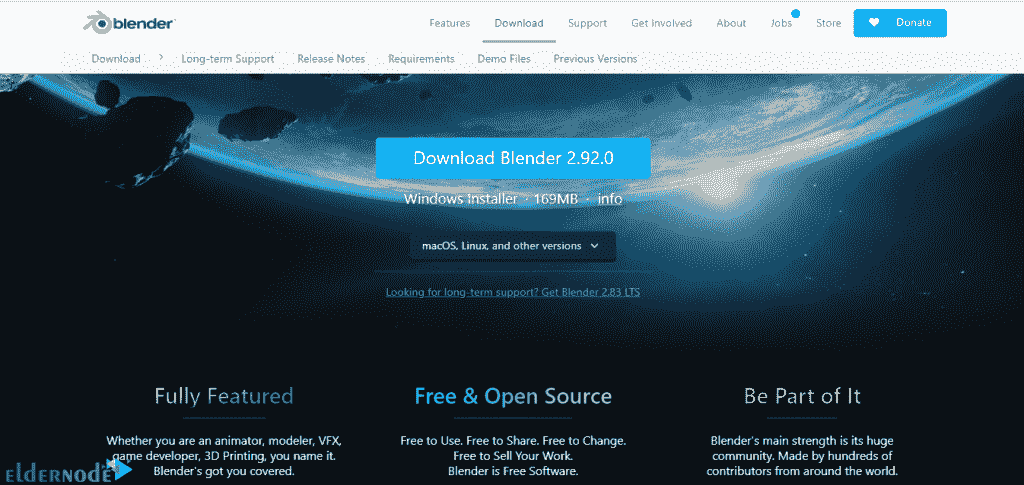 blender
Features Download Support Get Involved About Jobs Store Donate
Download Long-term Support Release Notes Requirements Demo Files Previous Versions
Download Blender 2.92.0
Windows Installer · 169MB · info
macOS, Linux, and other versions
Looking for long-term support? Get Blender 2.83 LTS
Fully Featured
Whether you are an animator, modeler, VFX,
game developer, 3D Printing, you name it.
Blender's got you covered.
Free & Open Source
Free to Use. Free to Share. Free to Change.
Free to Sell Your Work.
Blender is Free Software.
Be Part of It
Blender's main strength is its huge
community. Made by hundreds of
contributors from around the world.
eldernode